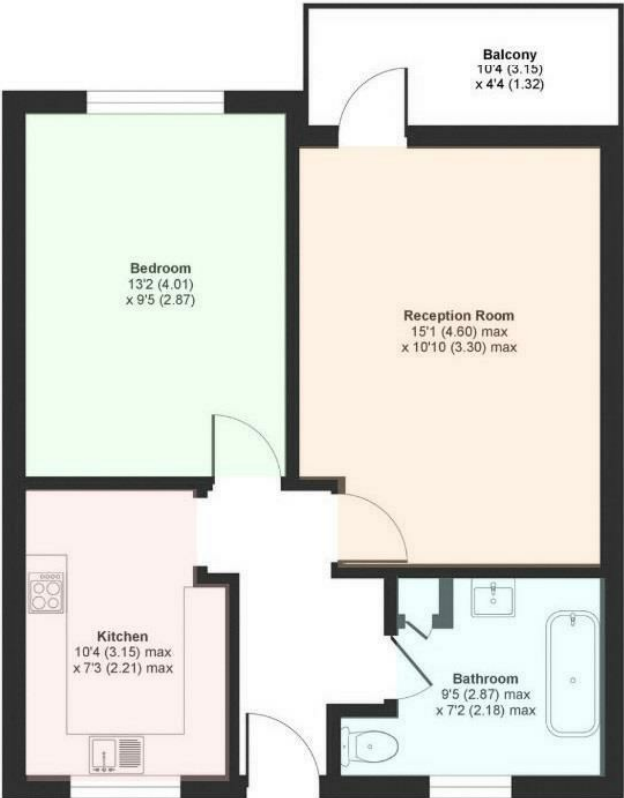 Balcony
10'4 (3.15)
x 4'4 (1.32)
Bedroom
13'2 (4.01)
x 9'5 (2.87)
Reception Room
15'1 (4.60) max
x 10'10 (3.30) max
Kitchen
10'4 (3.15) max
x 7'3 (2.21) max
Bathroom
9'5 (2.87) max
x 7'2 (2.18) max